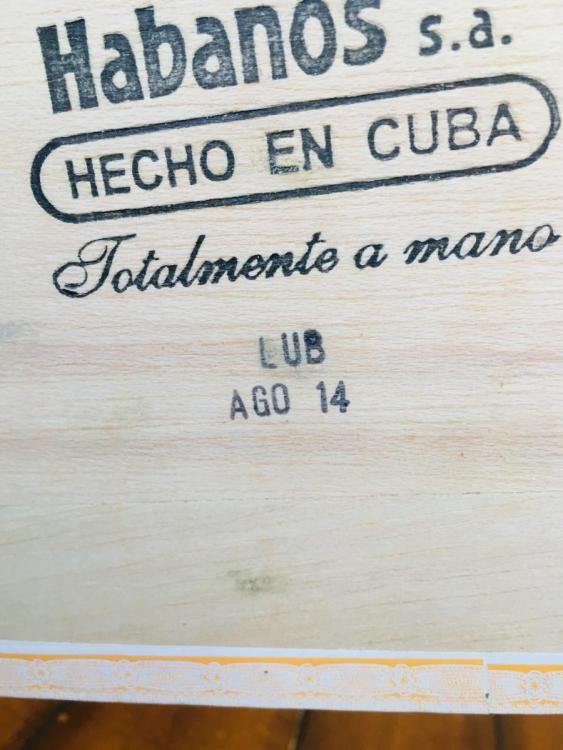 Habanos s.a.
HECHO EN CUBA
Totalmente a mano
LUB
AGO 14